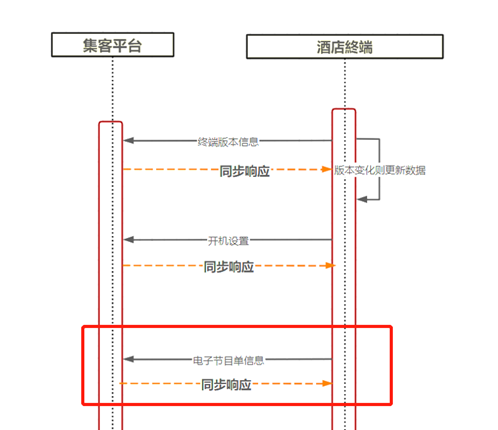 集客平台
酒店終端
终端版本信息
同步响应
版本变化则更新数据
开机设置
同步响应
电子节目单信息
同步响应